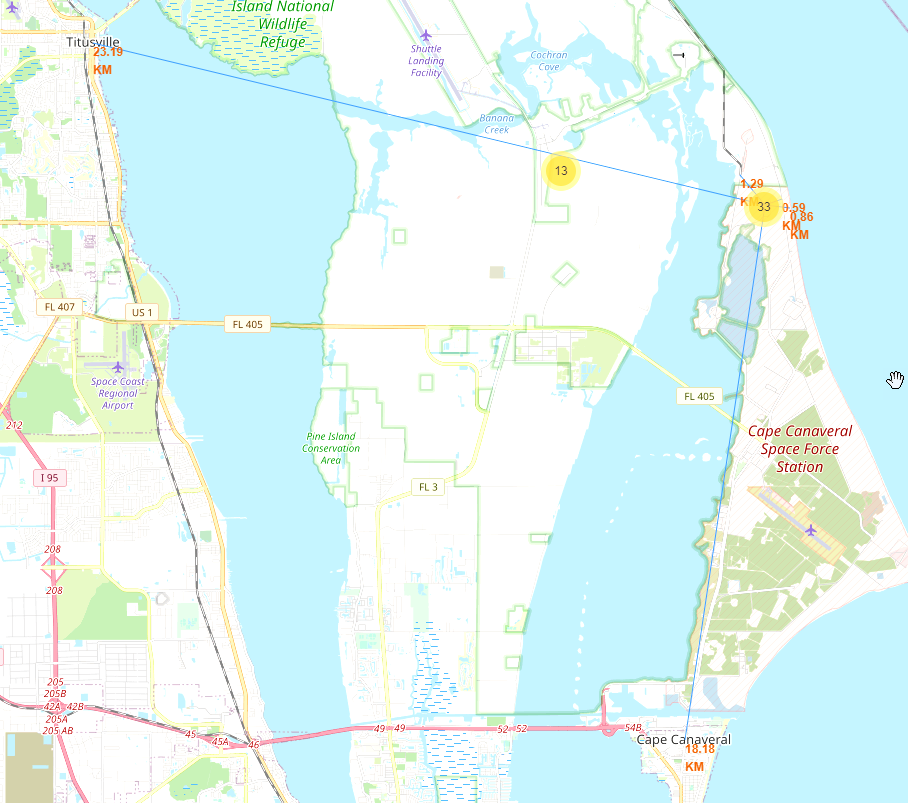 Island National
Wildlife
Refuge
Titusville
23.19
KM
Shuttle
Landing
Facility
Cochran
Cove
Banana
Creek
13
1.29
KM
33
0.59
KM
0.86
KM
FL 407
US 1
FL 405
Space Coast
Regional
Airport
FL 405
212
Pine Island
Conservation
Area
Cape Canaveral
Space Force
Station
I 95
FL 3
208
208
205
205B
42A
42B
205A
205 AB
45
45A
46
49
49
52
52
54B
Cape Canaveral
18.18
KM